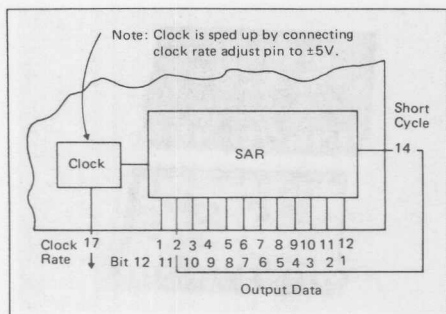 Note: Clock is sped up by connecting
clock rate adjust pin to ±5V.
Short
Cycle
14
Clock
SAR
Clock 17
Rate
1 2 3 4 5 6 7 8 9 10 11 12
Bit 12 11 10 9 8 7 6 5 4 3 2 1
Output Data